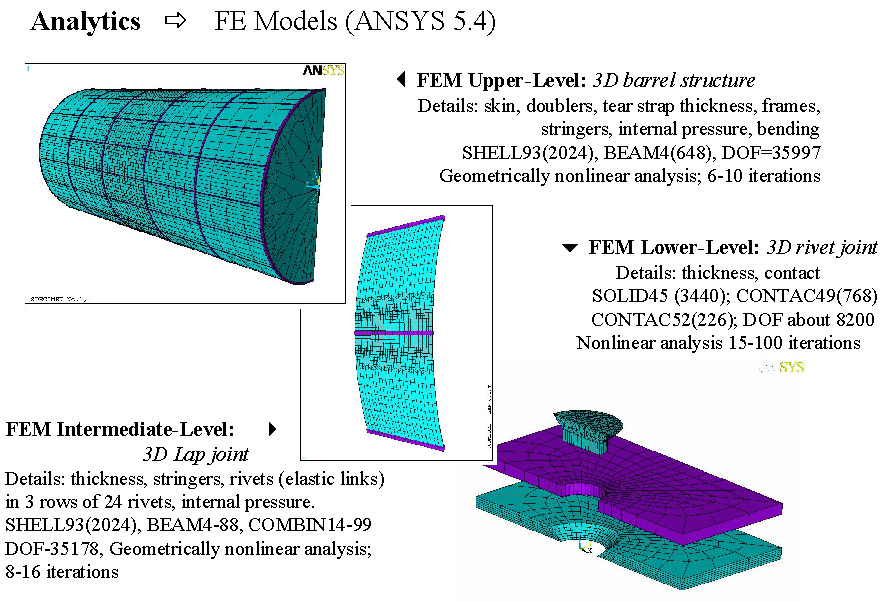 Analytics ⇨ FE Models (ANSYS 5.4)
1
ANSYS
◀ FEM Upper-Level: 3D barrel structure
Details: skin, doublers, tear strap thickness, frames,
stringers, internal pressure, bending
SHELL93(2024), BEAM4(648), DOF=35997
Geometrically nonlinear analysis; 6-10 iterations
▼ FEM Lower-Level: 3D rivet joint
Details: thickness, contact
SOLID45 (3440); CONTAC49(768)
CONTAC52(226); DOF about 8200
Nonlinear analysis 15-100 iterations
SYS
FEM Intermediate-Level: ▶
3D Lap joint
Details: thickness, stringers, rivets (elastic links)
in 3 rows of 24 rivets, internal pressure.
SHELL93(2024), BEAM4-88, COMBIN14-99
DOF-35178, Geometrically nonlinear analysis;
8-16 iterations